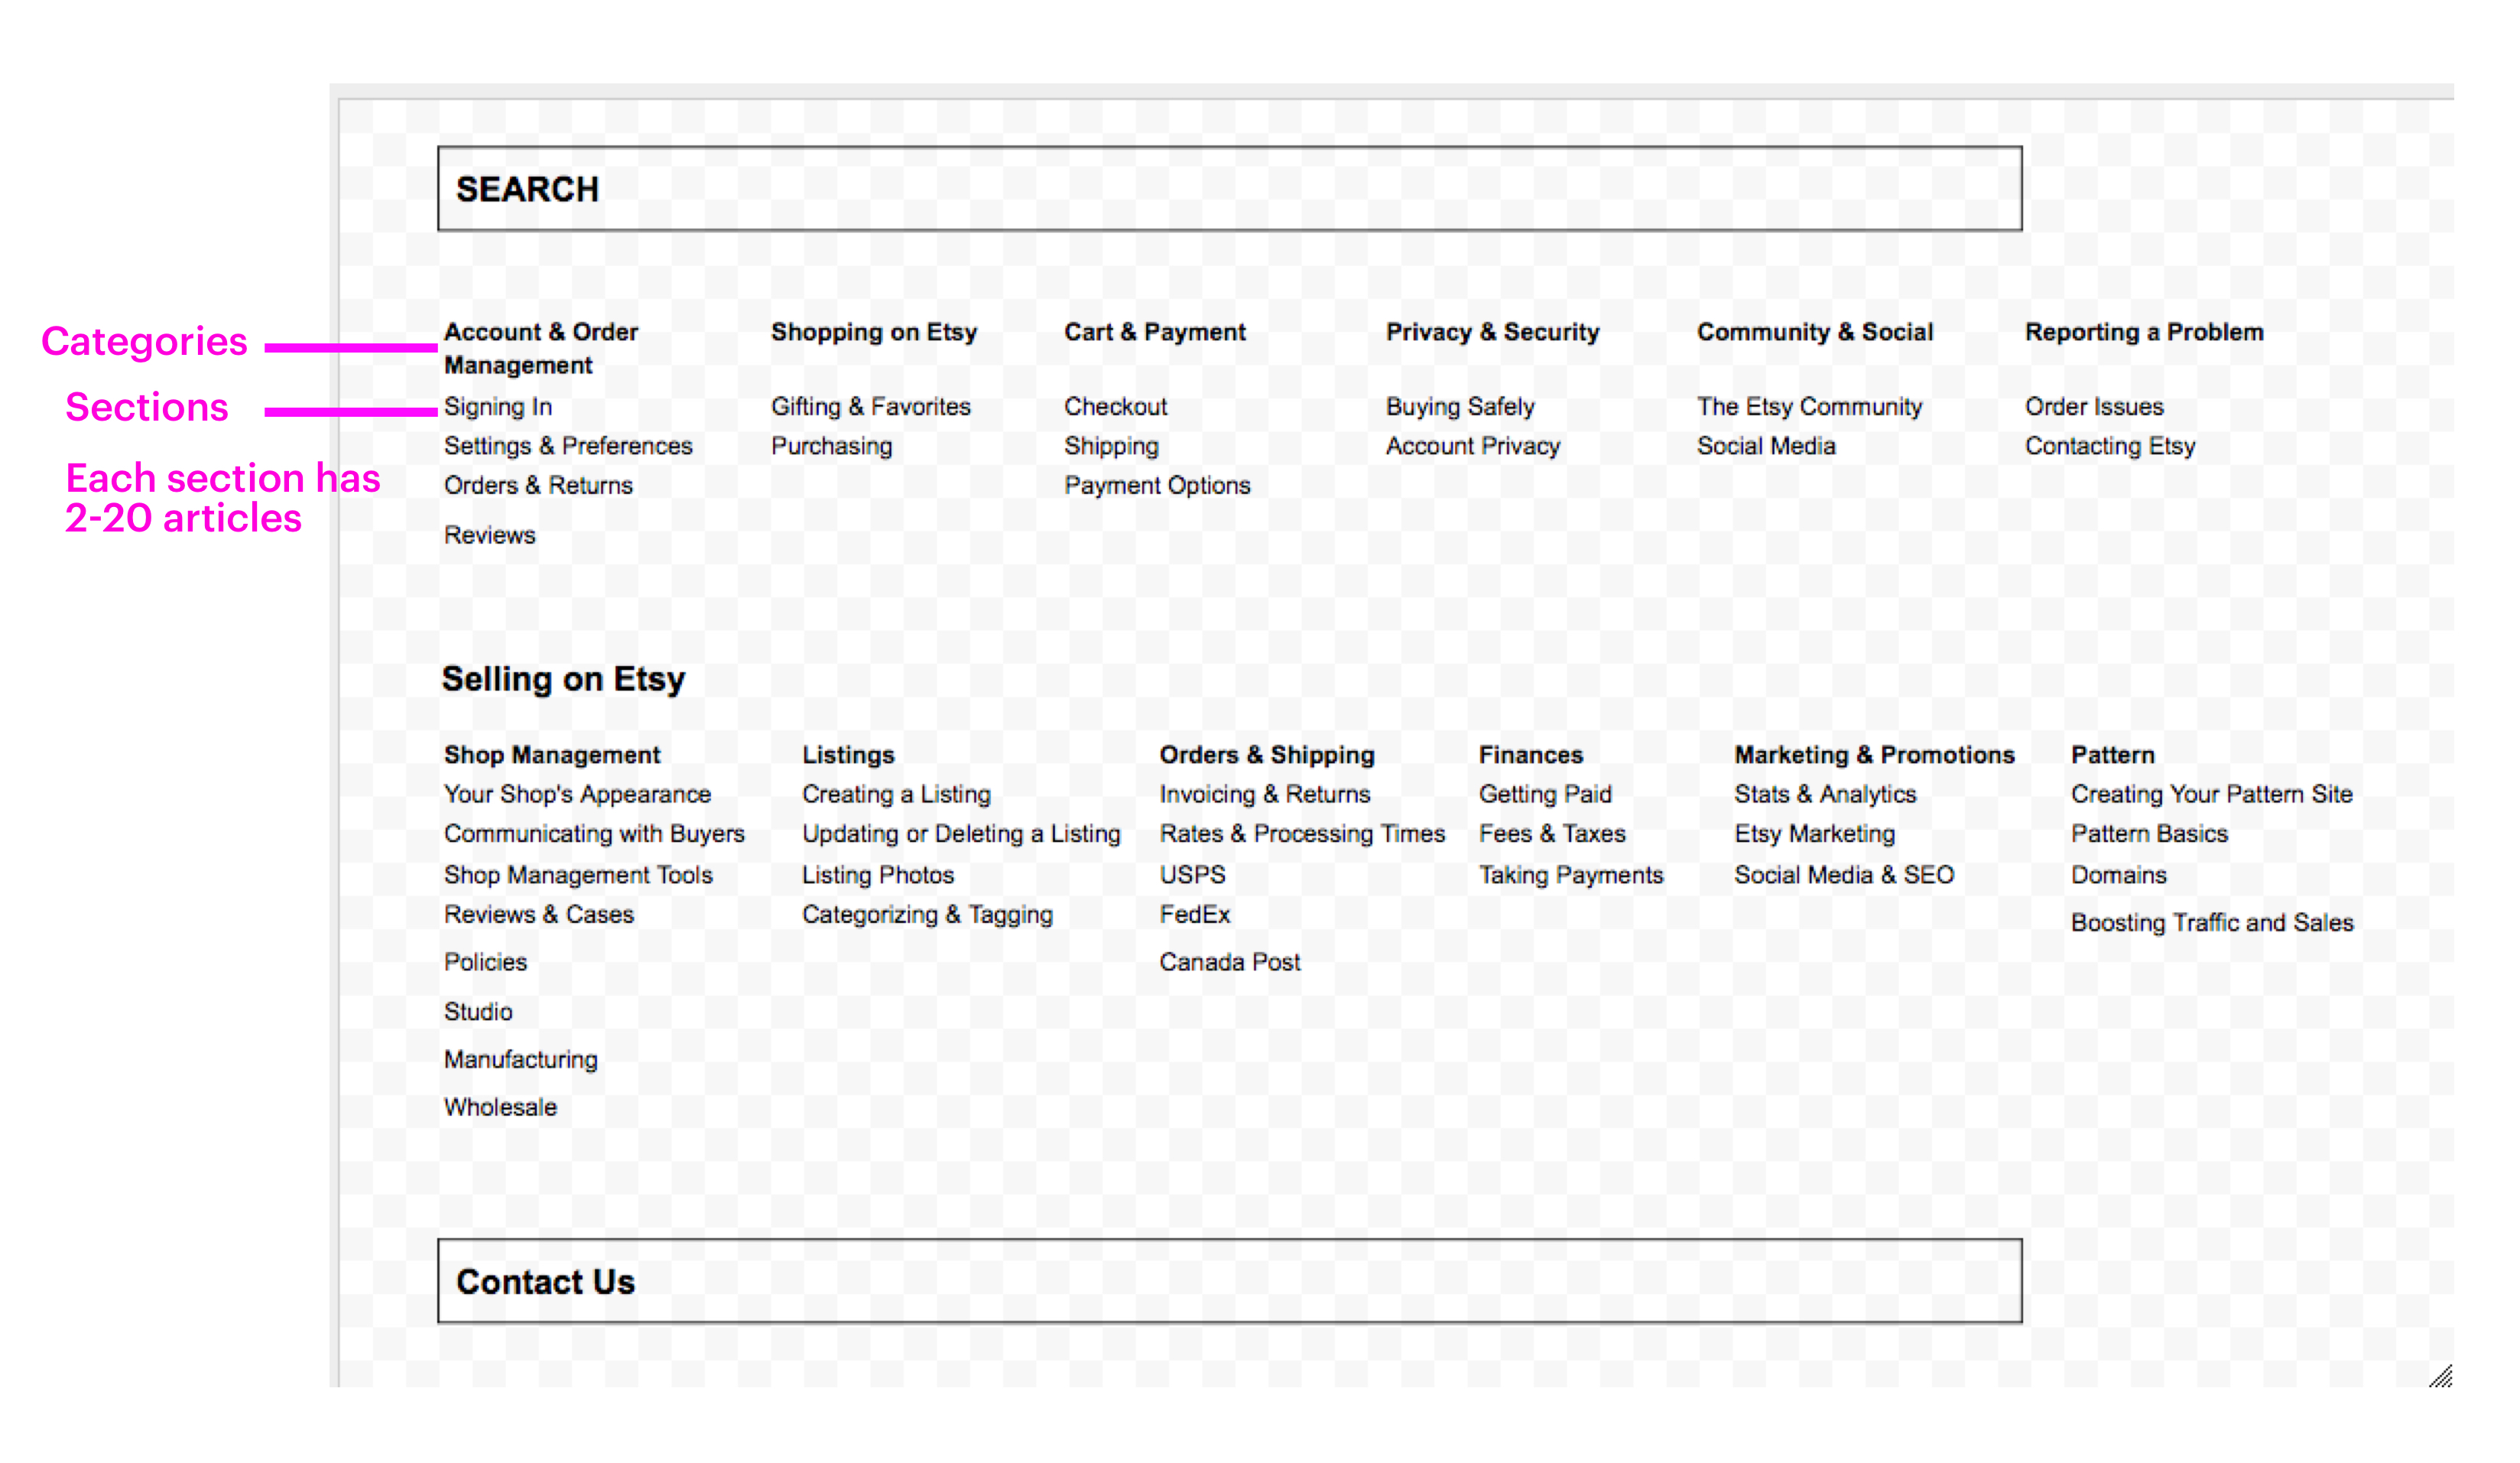 SEARCH
Categories
Sections
Each section has
2-20 articles
Account & Order
Management
Signing In
Settings & Preferences
Orders & Returns
Reviews
Shopping on Etsy
Gifting & Favorites
Purchasing
Cart & Payment
Checkout
Shipping
Payment Options
Privacy & Security
Buying Safely
Account Privacy
Community & Social
The Etsy Community
Social Media
Reporting a Problem
Order Issues
Contacting Etsy
Selling on Etsy
Shop Management
Your Shop's Appearance
Communicating with Buyers
Shop Management Tools
Reviews & Cases
Policies
Studio
Manufacturing
Wholesale
Listings
Creating a Listing
Updating or Deleting a Listing
Listing Photos
Categorizing & Tagging
Orders & Shipping
Invoicing & Returns
Rates & Processing Times
USPS
FedEx
Canada Post
Finances
Getting Paid
Fees & Taxes
Taking Payments
Marketing & Promotions
Stats & Analytics
Etsy Marketing
Social Media & SEO
Pattern
Creating Your Pattern Site
Pattern Basics
Domains
Boosting Traffic and Sales
Contact Us